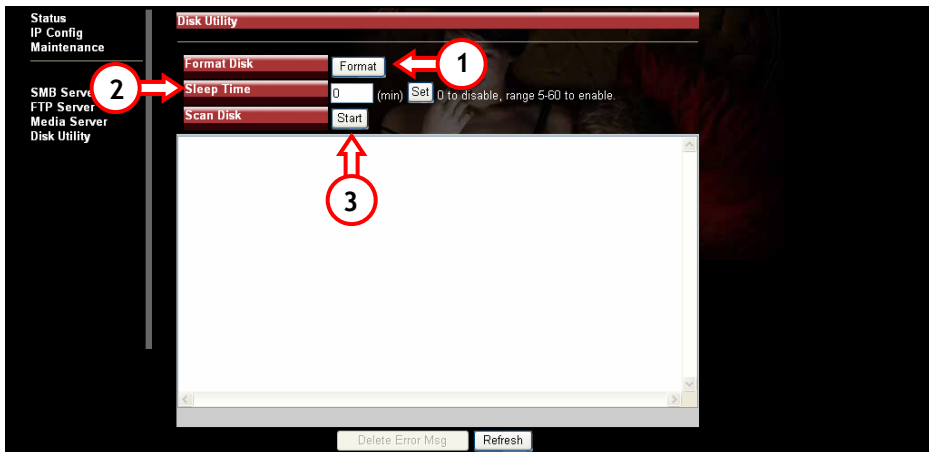 Status
IP Config
Maintenance
SMB Serve
FTP Server
Media Server
Disk Utility
Disk Utility
Format Disk Format 1
2 Sleep Time 0 (min) Set 0 to disable, range 5-60 to enable.
Scan Disk Start
3
Delete Error Msg Refresh